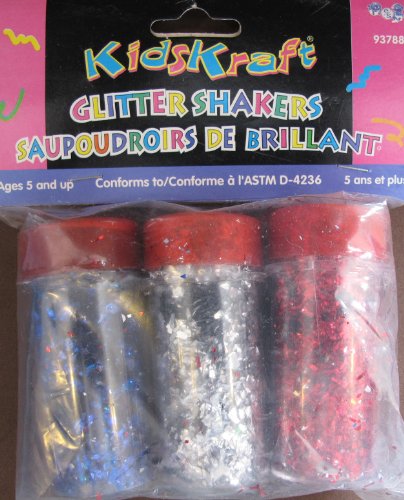 KidsKraft®
93788
GLITTER SHAKERS
SAUPOUDROIRS DE BRILLANT
Ages 5 and up
Conforms to/Conforme à l'ASTM D-4236
5 ans et plus